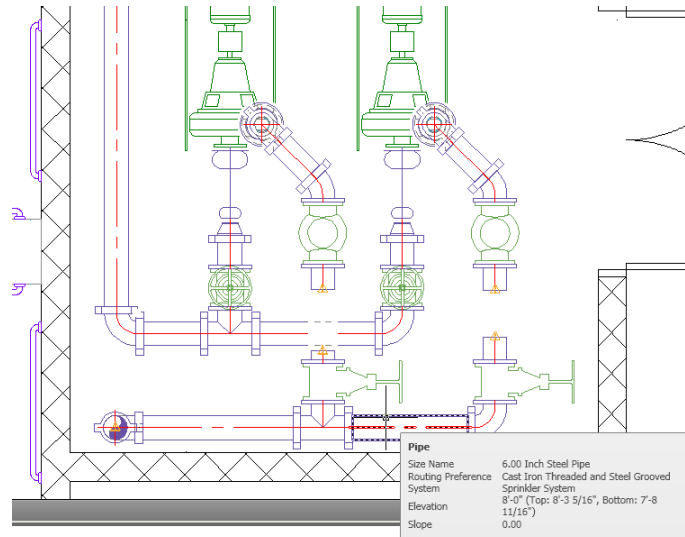 Pipe
Size Name 6.00 Inch Steel Pipe
Routing Preference Cast Iron Threaded and Steel Grooved
System Sprinkler System
Elevation 8'-0" (Top: 8'-3 5/16", Bottom: 7'-8
11/16")
Slope 0.00